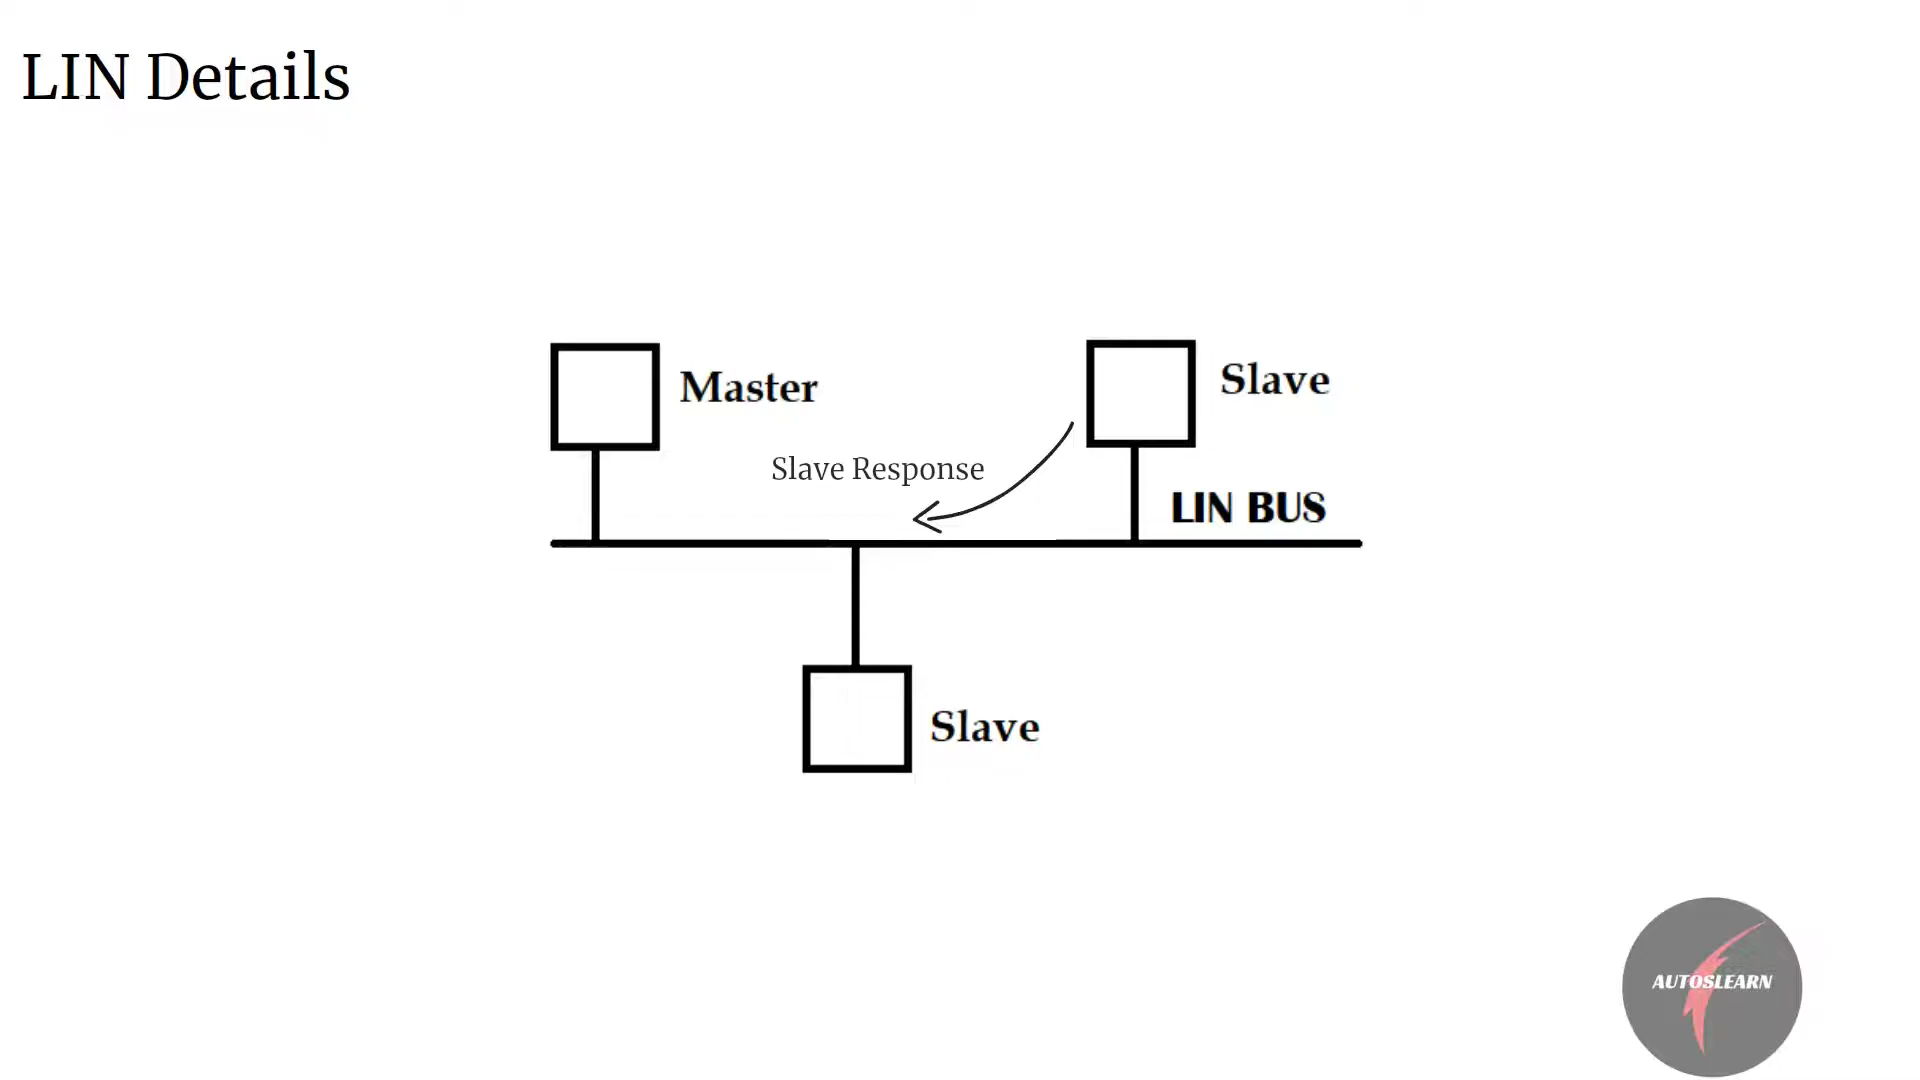 LIN Details
Master
Slave
Slave Response
LIN BUS
Slave
AUTOSLEARN